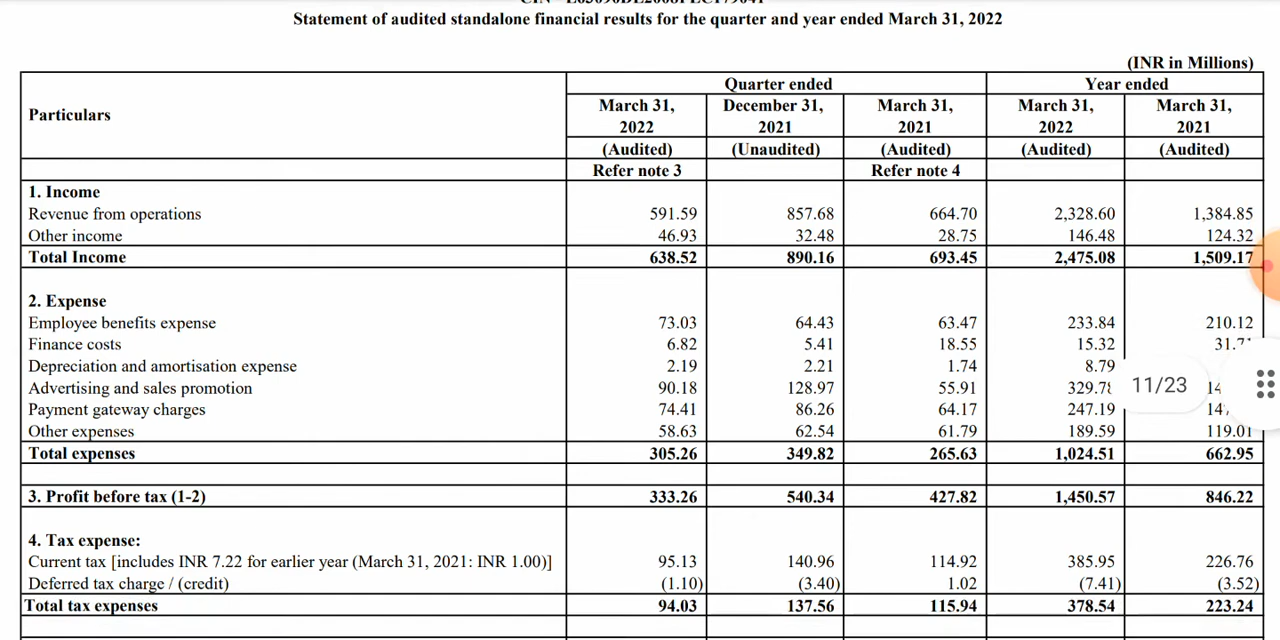 Statement of audited standalone financial results for the quarter and year ended March 31, 2022
(INR in Millions)
Particulars Quarter ended Year ended
March 31, 2022 December 31, 2021 March 31, 2021 March 31, 2022 March 31, 2021
(Audited) (Unaudited) (Audited) (Audited) (Audited)
Refer note 3 Refer note 4
1. Income
Revenue from operations 591.59 857.68 664.70 2,328.60 1,384.85
Other income 46.93 32.48 28.75 146.48 124.32
Total Income 638.52 890.16 693.45 2,475.08 1,509.17
2. Expense
Employee benefits expense 73.03 64.43 63.47 233.84 210.12
Finance costs 6.82 5.41 18.55 15.32
Depreciation and amortisation expense 2.19 2.21 1.74 8.79
Advertising and sales promotion 90.18 128.97 55.91 329.78
11/23
Payment gateway charges 74.41 86.26 64.17 247.19
Other expenses 58.63 62.54 61.79 189.59 119.01
Total expenses 305.26 349.82 265.63 1,024.51 662.95
3. Profit before tax (1-2) 333.26 540.34 427.82 1,450.57 846.22
4. Tax expense:
Current tax [includes INR 7.22 for earlier year (March 31, 2021: INR 1.00)] 95.13 140.96 114.92 385.95 226.76
Deferred tax charge / (credit) (1.10) (3.40) 1.02 (7.41) (3.52)
Total tax expenses 94.03 137.56 115.94 378.54 223.24